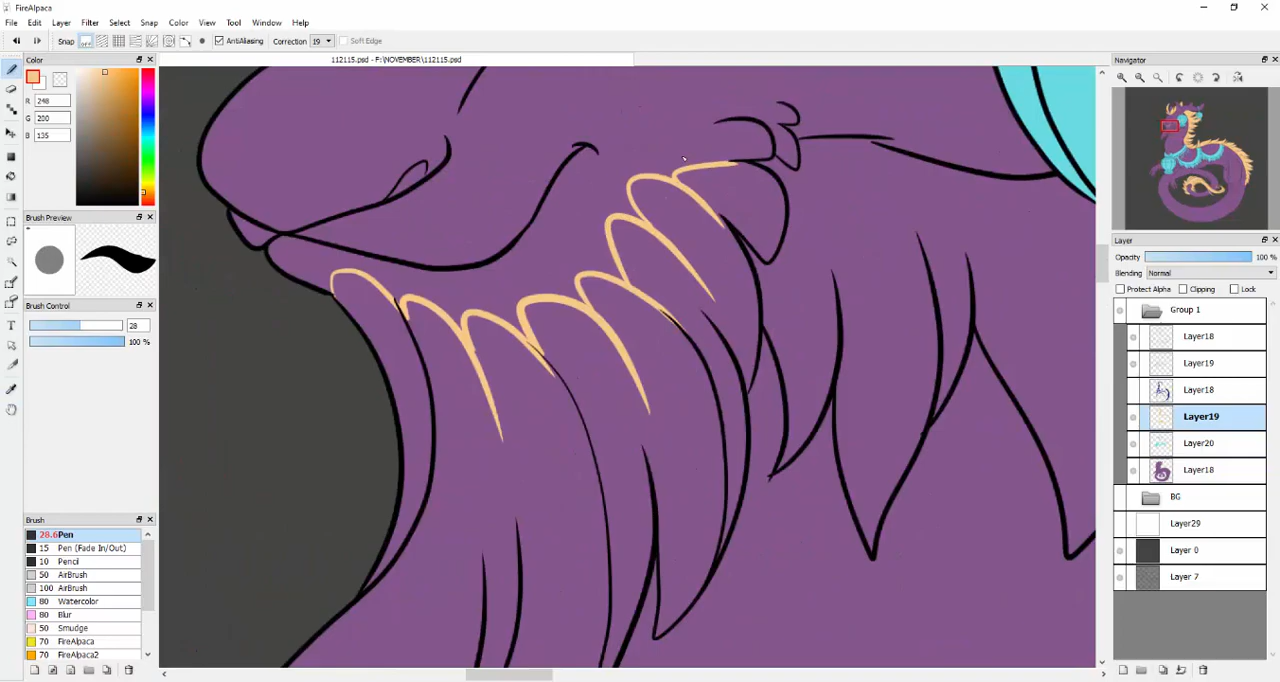 FireAlpaca
File Edit Layer Filter Select Snap Color View Tool Window Help
Snap OFF AntiAliasing Correction 19 Soft Edge
Color
112115.psd - F:\NOVEMBER\112115.psd
Navigator
R 248
G 200
B 135
Brush Preview
Layer
Opacity 100 %
Blending Normal
Protect Alpha Clipping Lock
Brush Control
Group 1
28
100 %
Layer18
Layer19
Layer18
Layer19
Layer20
Layer18
BG
Layer29
Layer 0
Layer 7
Brush
28.6 Pen
15 Pen (Fade In/Out)
10 Pencil
50 AirBrush
100 AirBrush
80 Watercolor
80 Blur
50 Smudge
70 FireAlpaca
70 FireAlpaca2